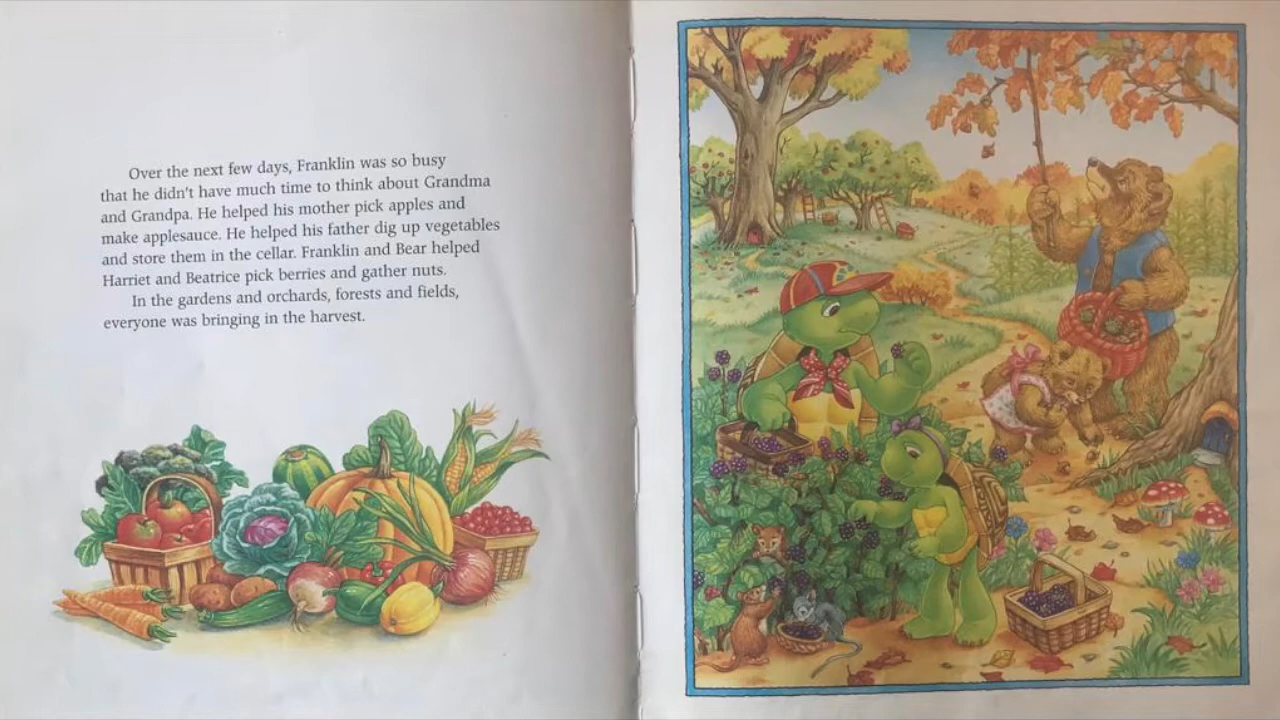 Over the next few days, Franklin was so busy
that he didn't have much time to think about Grandma
and Grandpa. He helped his mother pick apples and
make applesauce. He helped his father dig up vegetables
and store them in the cellar. Franklin and Bear helped
Harriet and Beatrice pick berries and gather nuts.
In the gardens and orchards, forests and fields,
everyone was bringing in the harvest.